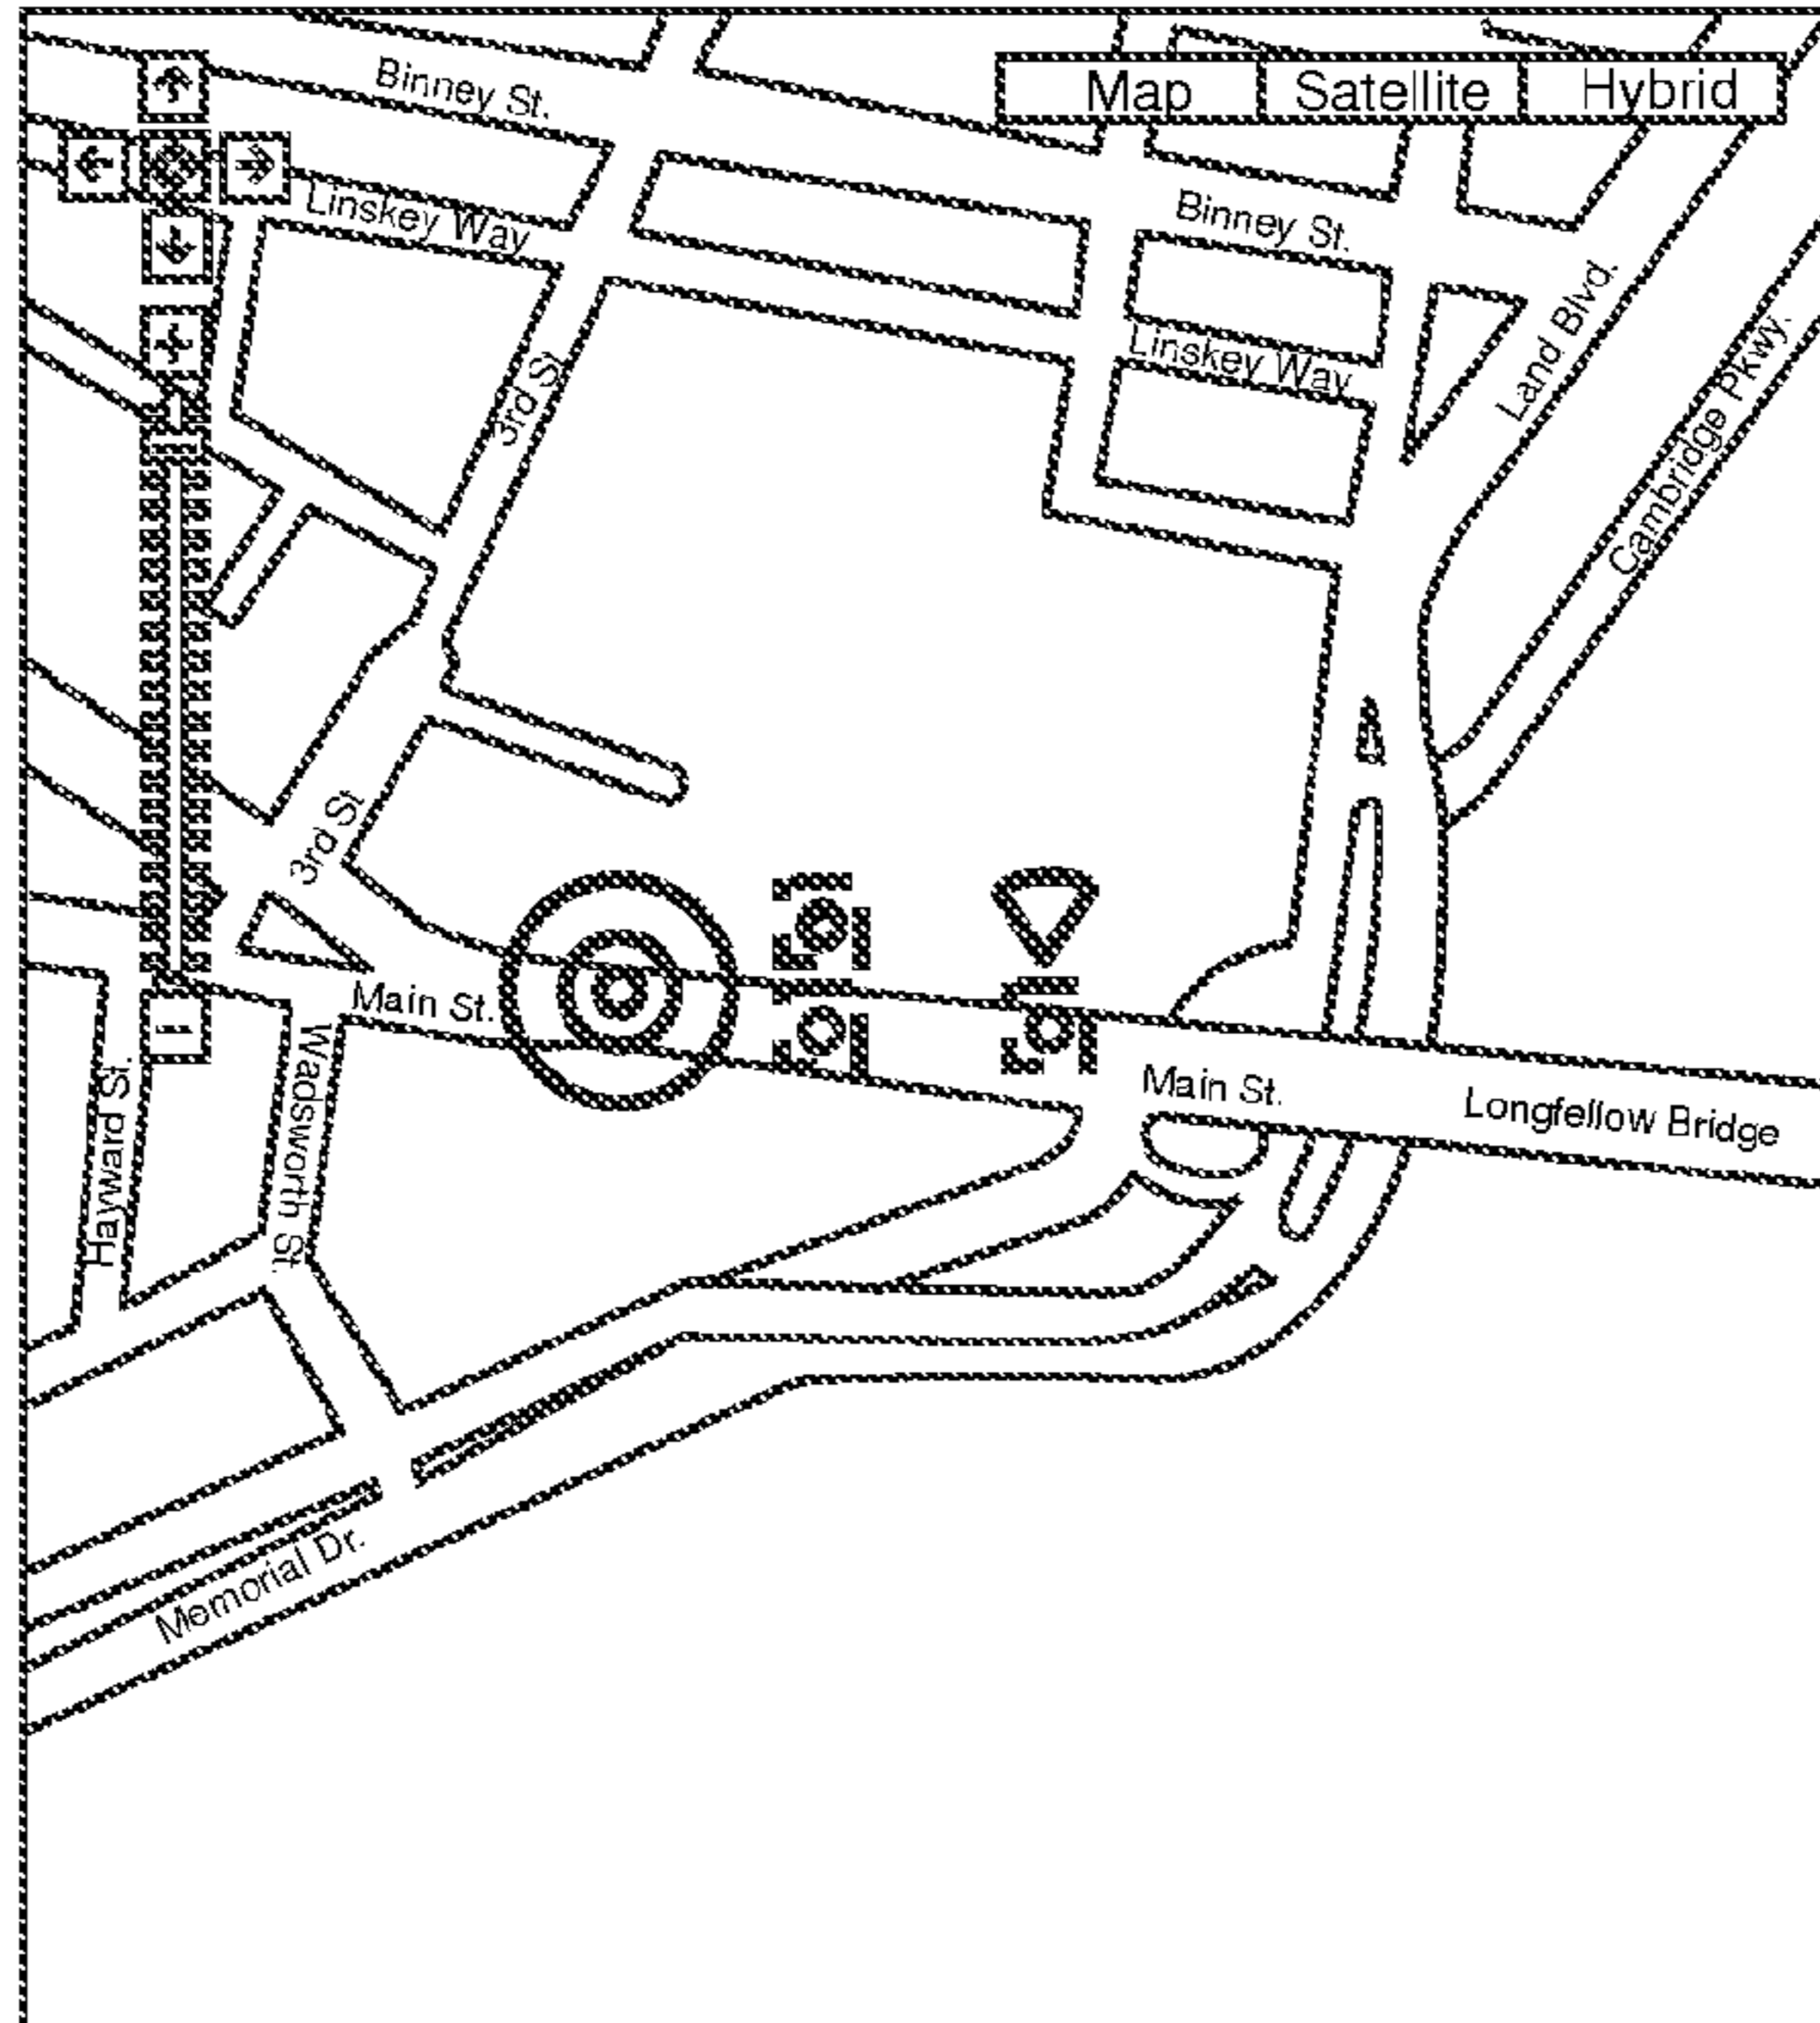 Binney St.
Map Satellite Hybrid
Linskey Way
Binney St.
Land Blvd.
Linskey Way
3rd St
Cambridge Pkwy.
3rd St
Main St.
Wadsworth St.
Hayward St.
Main St.
Longfellow Bridge
Memorial Dr.